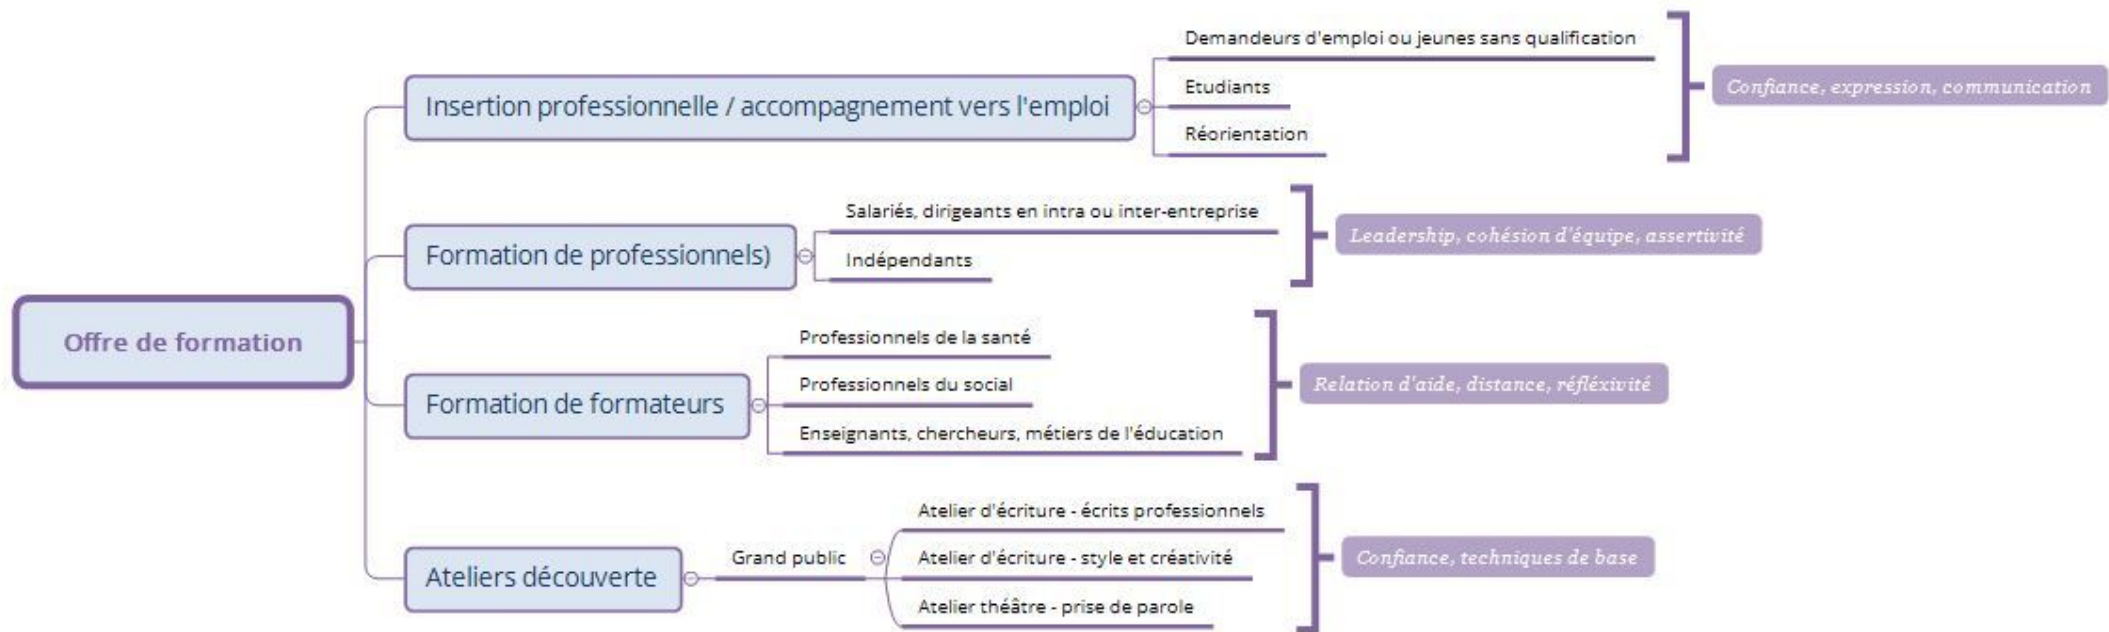 Offre de formation
Insertion professionnelle / accompagnement vers l'emploi
Demandeurs d'emploi ou jeunes sans qualification
Etudiants
Réorientation
Confiance, expression, communication
Formation de professionnels)
Salariés, dirigeants en intra ou inter-entreprise
Indépendants
Leadership, cohésion d'équipe, assertivité
Formation de formateurs
Professionnels de la santé
Professionnels du social
Enseignants, chercheurs, métiers de l'éducation
Relation d'aide, distance, réfléxivité
Ateliers découverte
Grand public
Atelier d'écriture - écrits professionnels
Atelier d'écriture - style et créativité
Atelier théâtre - prise de parole
Confiance, techniques de base